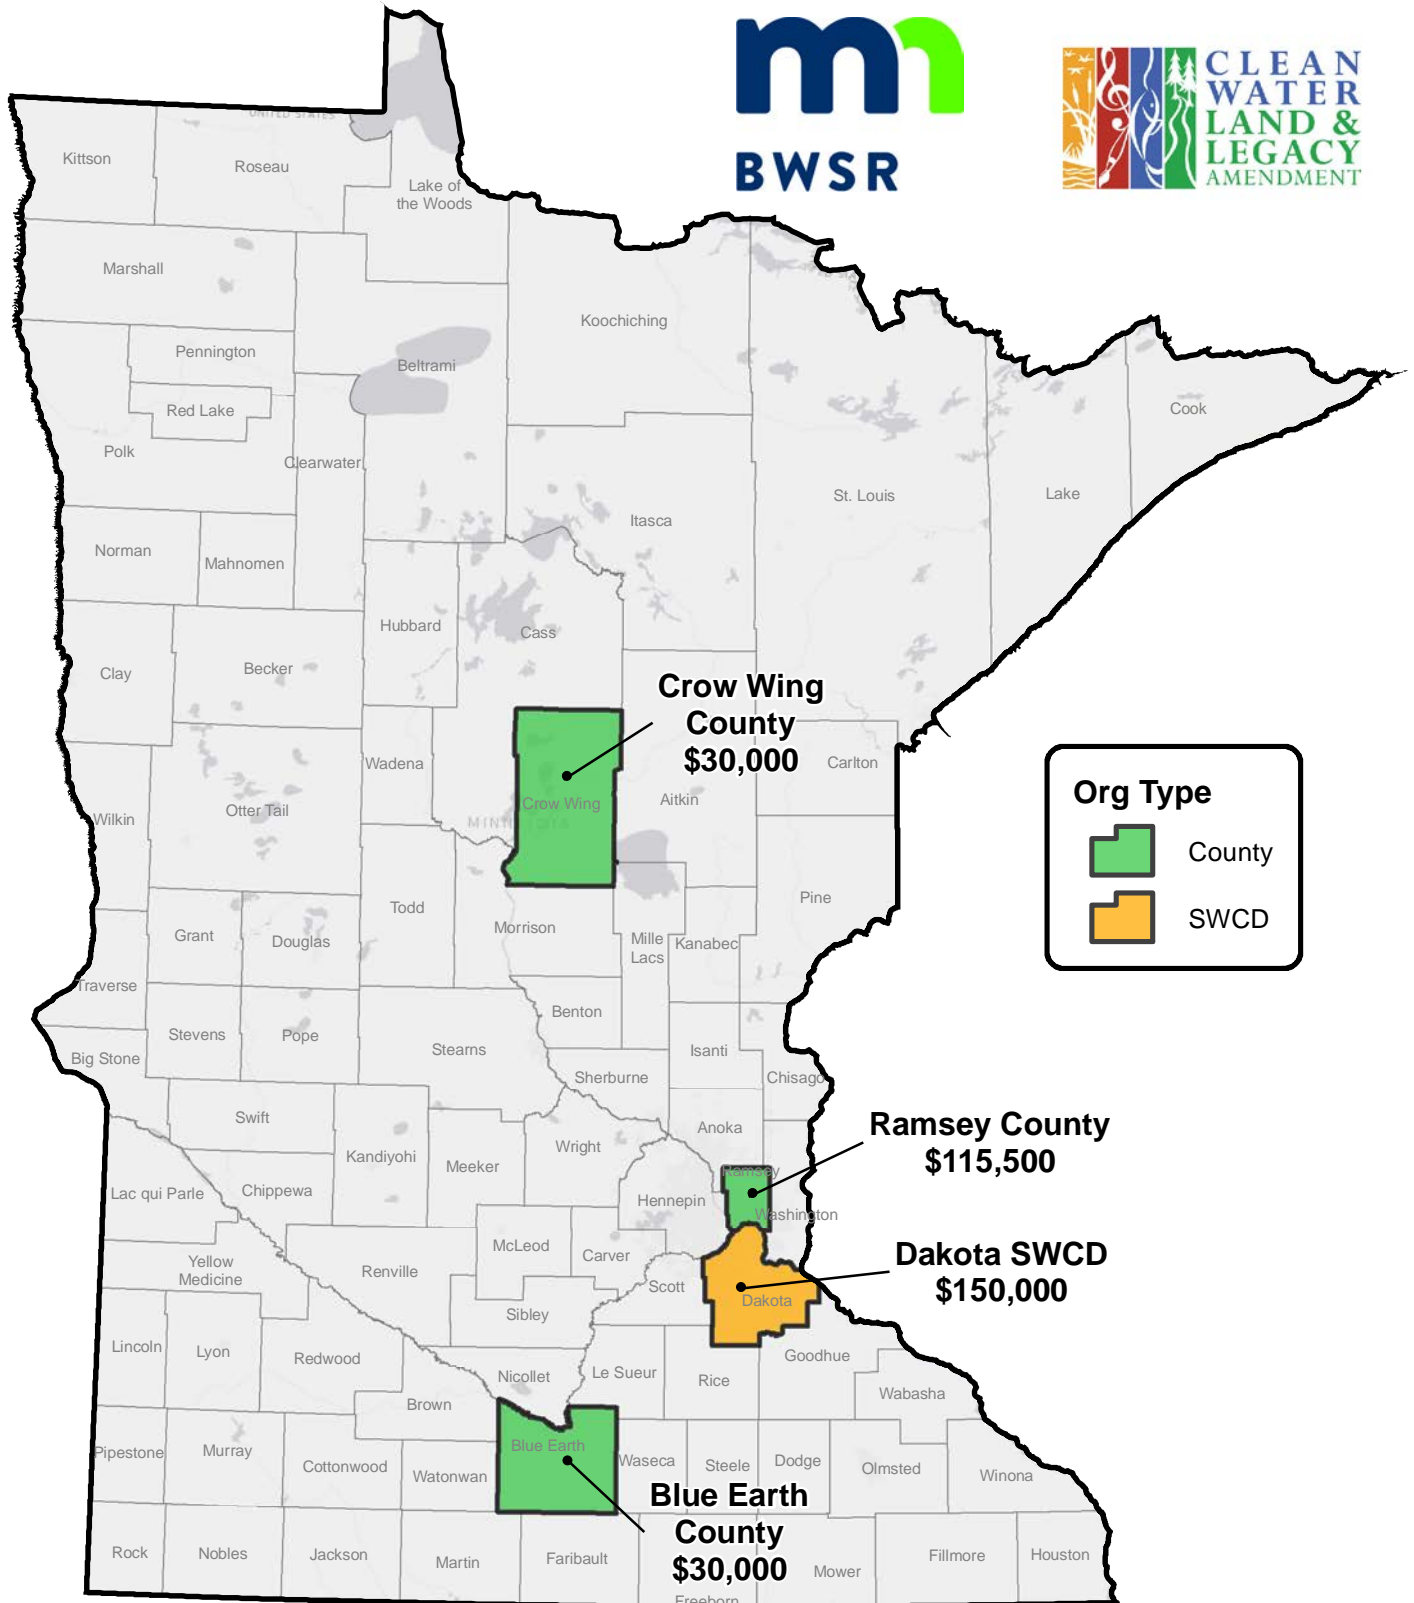 mn
BWSR
CLEAN
WATER
LAND &
LEGACY
AMENDMENT
UNITED STATES
Kittson
Roseau
Lake of
the Woods
Marshall
Koochiching
Pennington
Beltrami
Red Lake
Cook
Polk
Clearwater
St. Louis
Lake
Itasca
Norman
Mahnomen
Hubbard
Cass
Clay
Becker
Crow Wing
County
$30,000
Wadena
Carlton
Otter Tail
Crow Wing
Aitkin
Wilkin
MINNESOTA
Org Type
County
SWCD
Todd
Pine
Grant
Douglas
Morrison
Mille
Lacs
Kanabec
Traverse
Benton
Stevens
Pope
Stearns
Isanti
Big Stone
Sherburne
Chisago
Swift
Anoka
Ramsey County
$115,500
Kandiyohi
Meeker
Wright
Ramsey
Lac qui Parle
Chippewa
Hennepin
Washington
McLeod
Carver
Dakota SWCD
$150,000
Yellow
Medicine
Renville
Scott
Dakota
Sibley
Lincoln
Lyon
Redwood
Nicollet
Le Sueur
Rice
Goodhue
Wabasha
Brown
Pipestone
Murray
Cottonwood
Watonwan
Blue Earth
Waseca
Steele
Dodge
Olmsted
Winona
Blue Earth
County
$30,000
Rock
Nobles
Jackson
Martin
Faribault
Freeborn
Mower
Fillmore
Houston